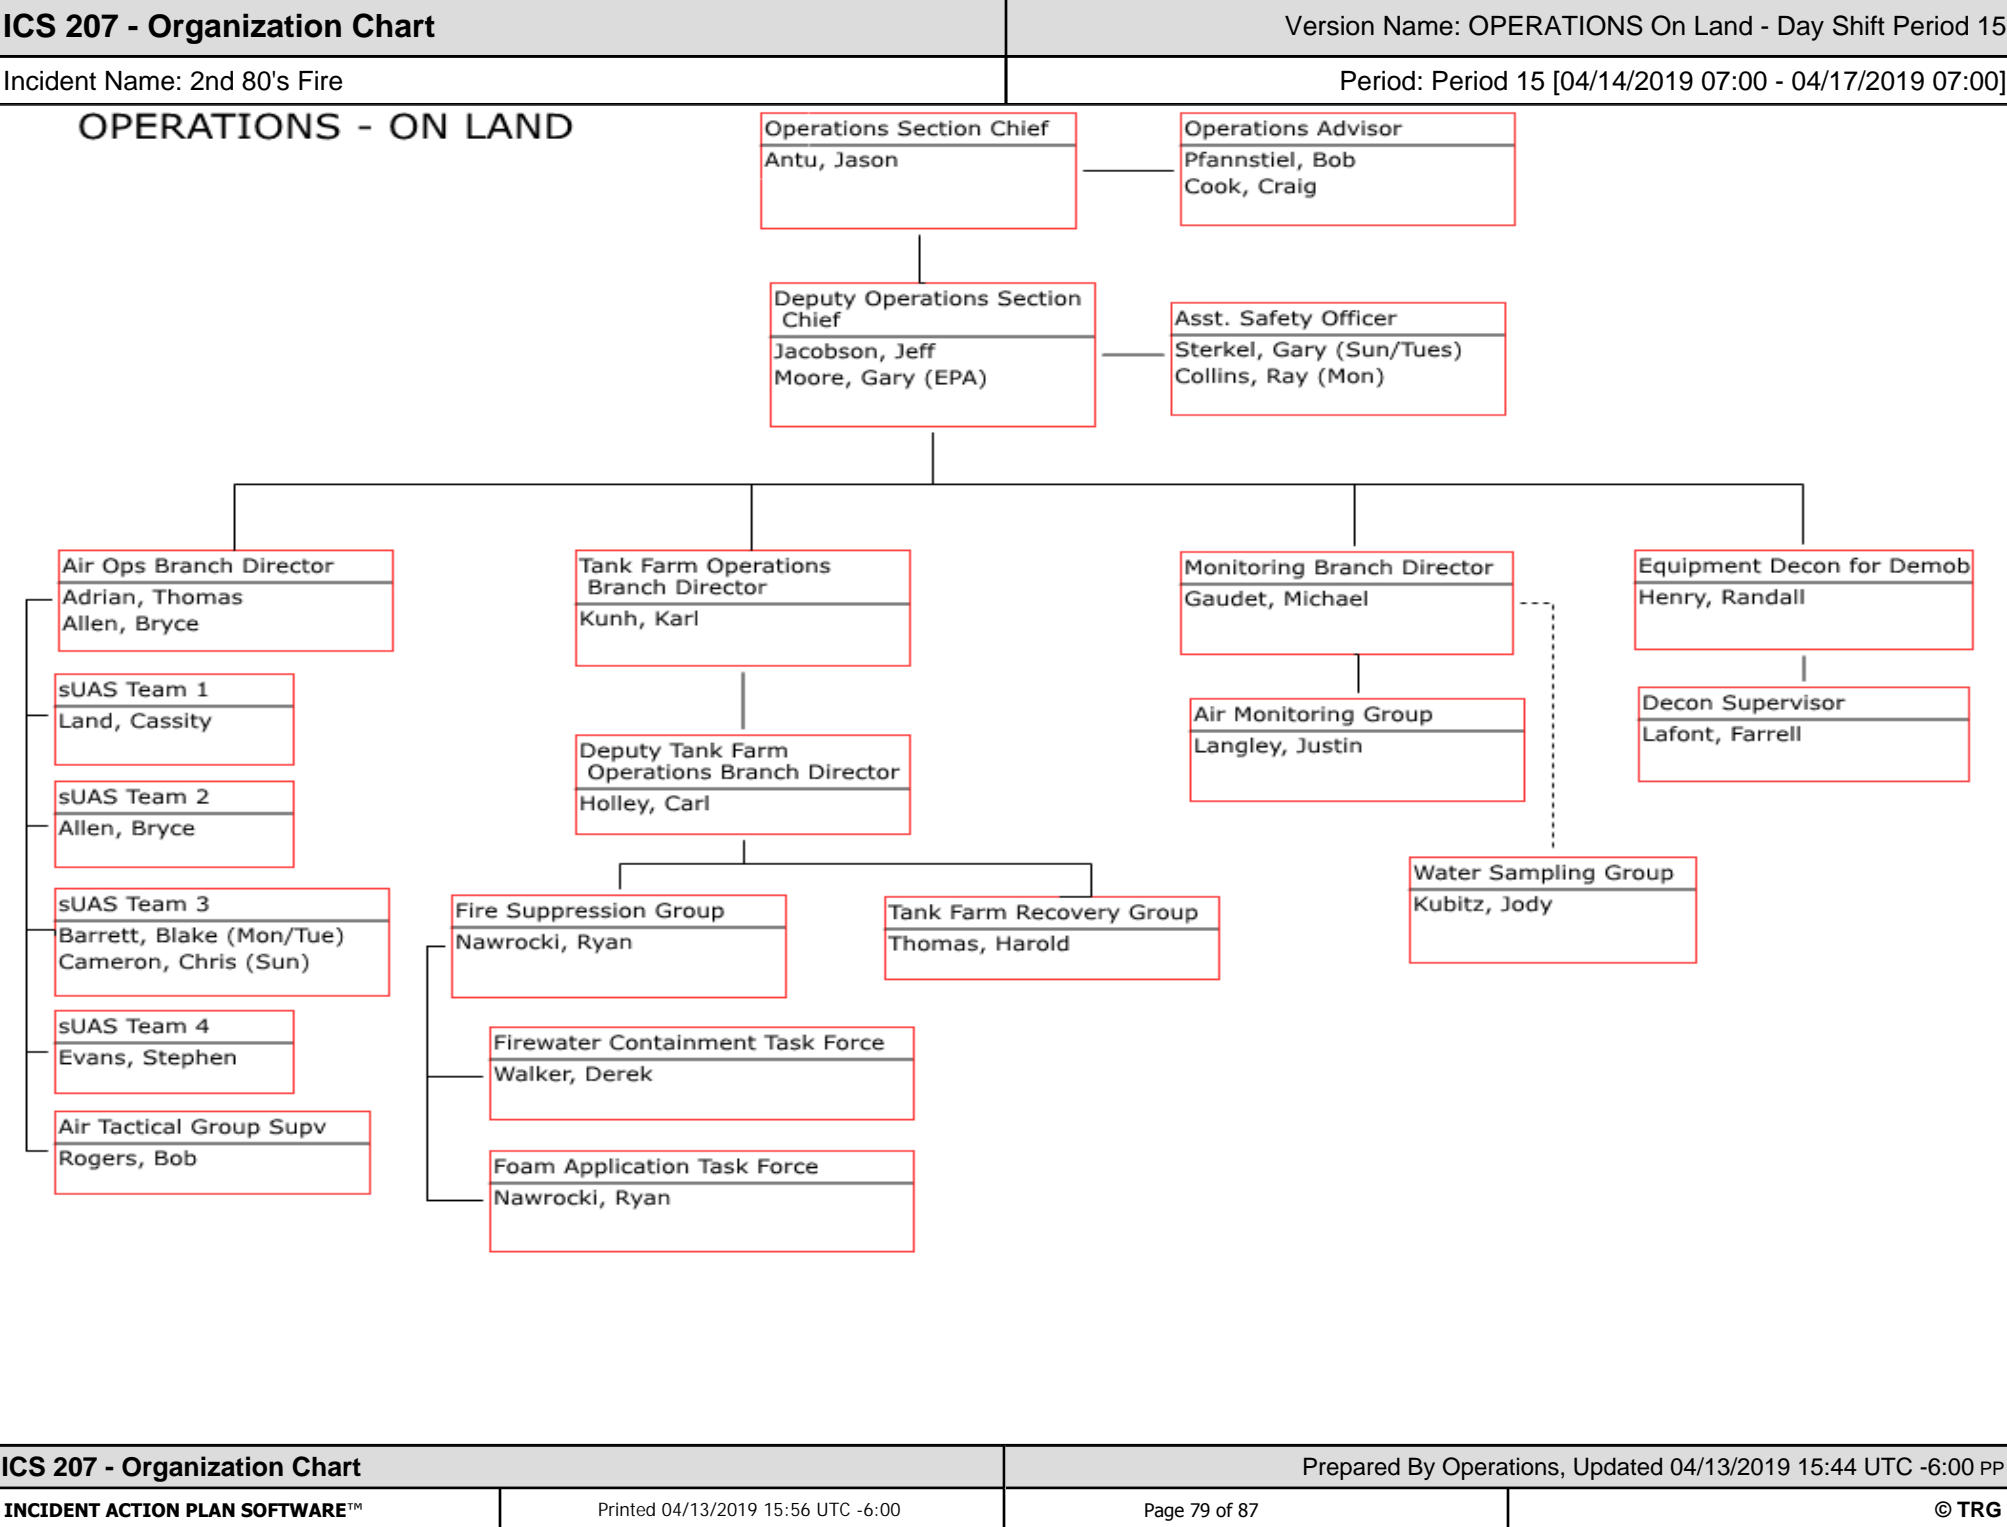 ICS 207 - Organization Chart
Version Name: OPERATIONS On Land - Day Shift Period 15
Incident Name: 2nd 80's Fire
Period: Period 15 [04/14/2019 07:00 - 04/17/2019 07:00]
OPERATIONS - ON LAND
Operations Section Chief
Antu, Jason
Operations Advisor
Pfannstiel, Bob
Cook, Craig
Deputy Operations Section
Chief
Jacobson, Jeff
Moore, Gary (EPA)
Asst. Safety Officer
Sterkel, Gary (Sun/Tues)
Collins, Ray (Mon)
Air Ops Branch Director
Adrian, Thomas
Allen, Bryce
sUAS Team 1
Land, Cassity
sUAS Team 2
Allen, Bryce
sUAS Team 3
Barrett, Blake (Mon/Tue)
Cameron, Chris (Sun)
sUAS Team 4
Evans, Stephen
Air Tactical Group Supv
Rogers, Bob
Tank Farm Operations
Branch Director
Kunh, Karl
Deputy Tank Farm
Operations Branch Director
Holley, Carl
Fire Suppression Group
Nawrocki, Ryan
Firewater Containment Task Force
Walker, Derek
Foam Application Task Force
Nawrocki, Ryan
Tank Farm Recovery Group
Thomas, Harold
Monitoring Branch Director
Gaudet, Michael
Air Monitoring Group
Langley, Justin
Water Sampling Group
Kubitz, Jody
Equipment Decon for Demob
Henry, Randall
Decon Supervisor
Lafont, Farrell
ICS 207 - Organization Chart
Prepared By Operations, Updated 04/13/2019 15:44 UTC -6:00 PP
INCIDENT ACTION PLAN SOFTWARE™
Printed 04/13/2019 15:56 UTC -6:00
Page 79 of 87
© TRG